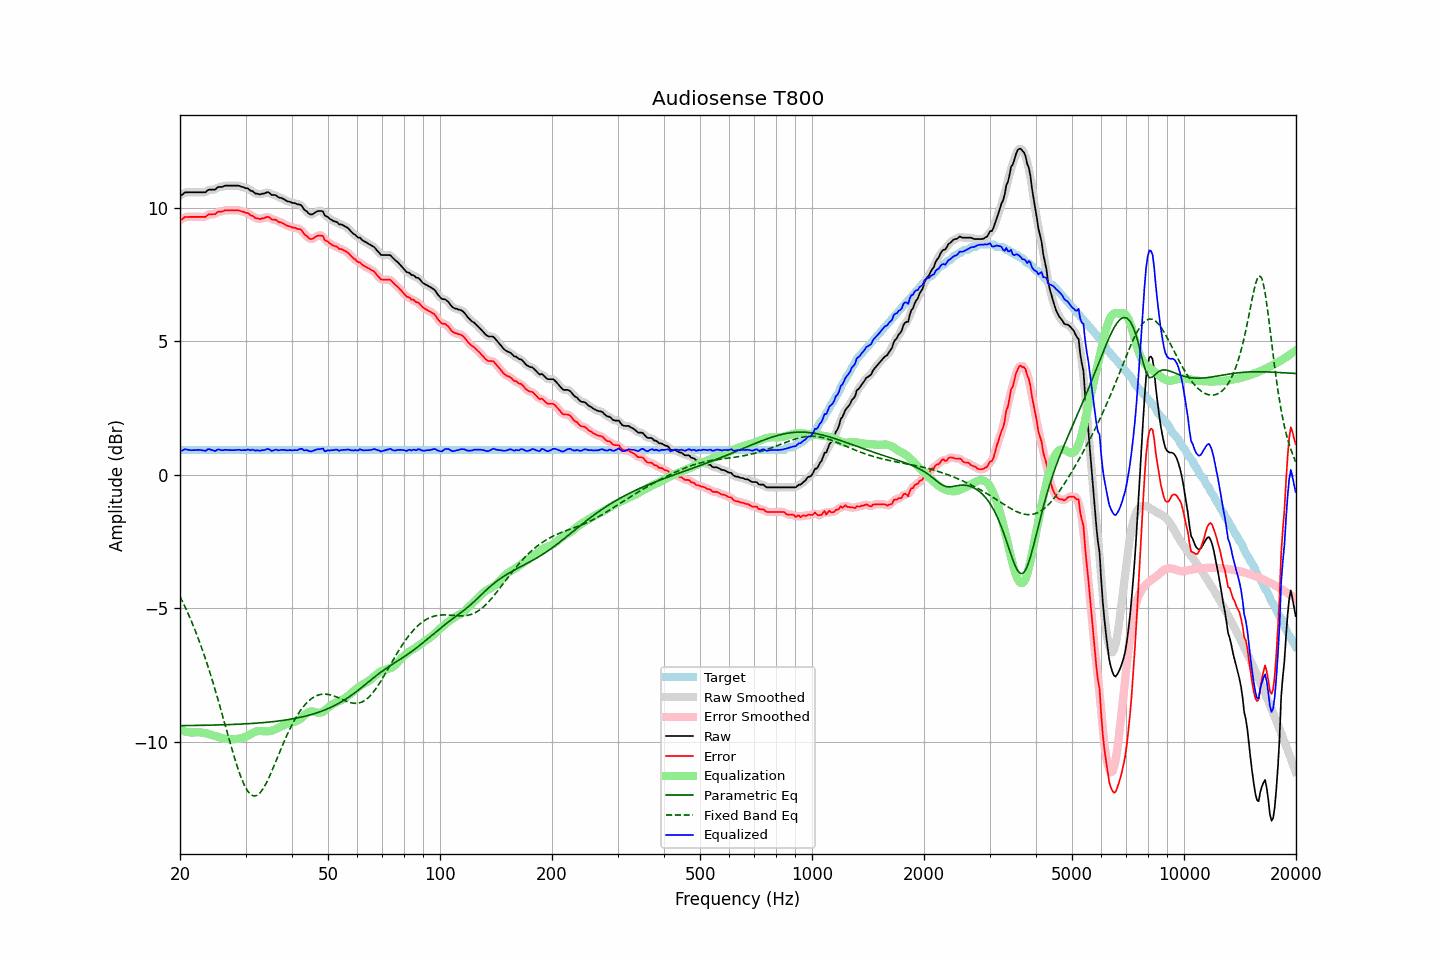 Audiosense T800
Amplitude (dBr)
10
5
0
−5
−10
Target
Raw Smoothed
Error Smoothed
Raw
Error
Equalization
Parametric Eq
Fixed Band Eq
Equalized
20 50 100 200 500 1000 2000 5000 10000 20000
Frequency (Hz)